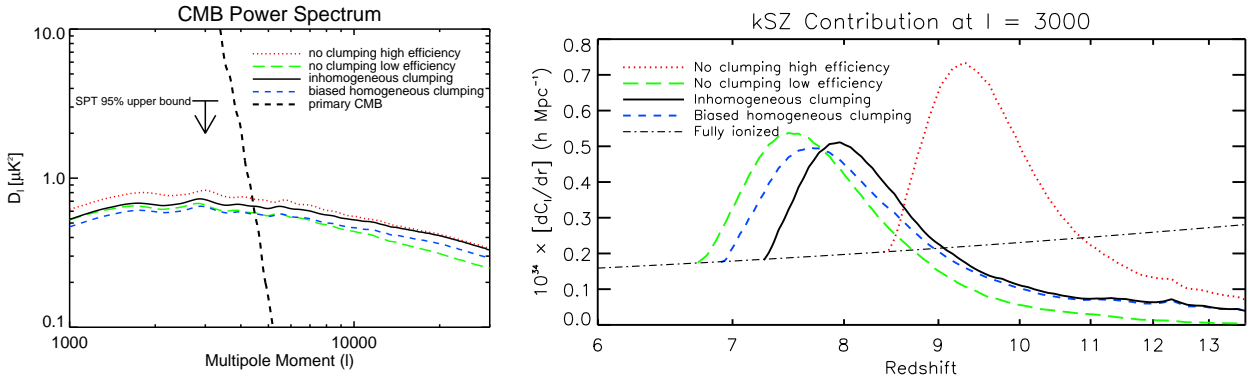 CMB Power Spectrum
10.0
1.0
0.1
D_l [μK²]
no clumping high efficiency
no clumping low efficiency
inhomogeneous clumping
biased homogeneous clumping
primary CMB
SPT 95% upper bound
1000
10000
Multipole Moment (l)
kSZ Contribution at l = 3000
0.8
0.7
0.6
0.5
0.4
0.3
0.2
0.1
0.0
10³⁴ × [dC_l/dr] (h Mpc⁻¹)
No clumping high efficiency
No clumping low efficiency
Inhomogeneous clumping
Biased homogeneous clumping
Fully ionized
6
7
8
9
10
11
12
13
Redshift